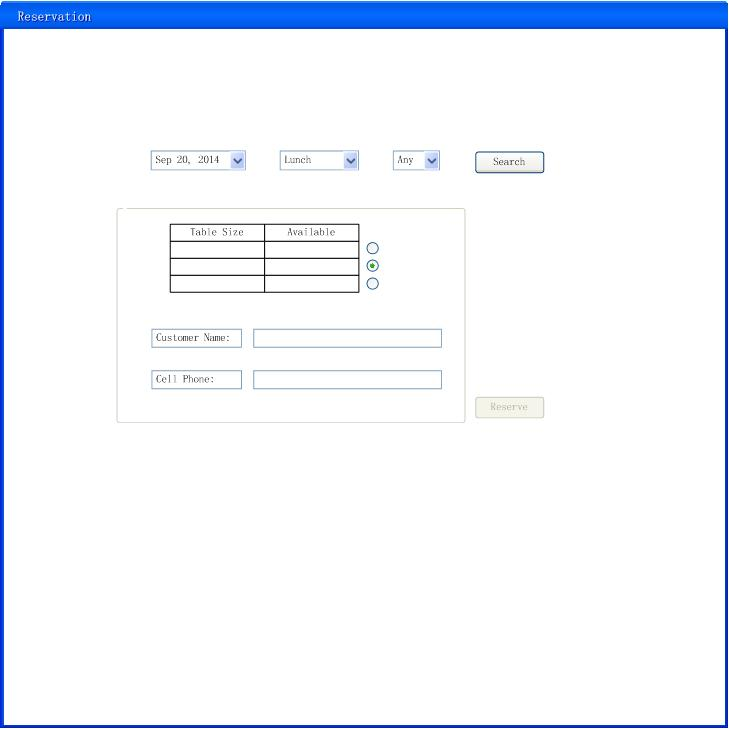 Reservation
Sep 20, 2014 Lunch Any Search
Table Size Available
Customer Name:
Cell Phone:
Reserve